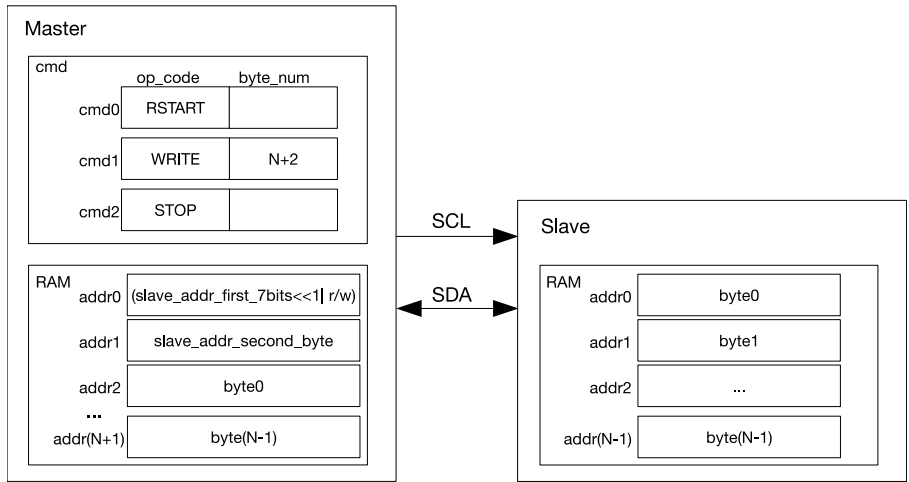 Master
cmd
op_code byte_num
cmd0 RSTART
cmd1 WRITE N+2
cmd2 STOP
RAM
addr0 (slave_addr_first_7bits<<1| r/w)
addr1 slave_addr_second_byte
addr2 byte0
...
addr(N+1) byte(N-1)
SCL
SDA
Slave
RAM
addr0 byte0
addr1 byte1
addr2 ...
addr(N-1) byte(N-1)